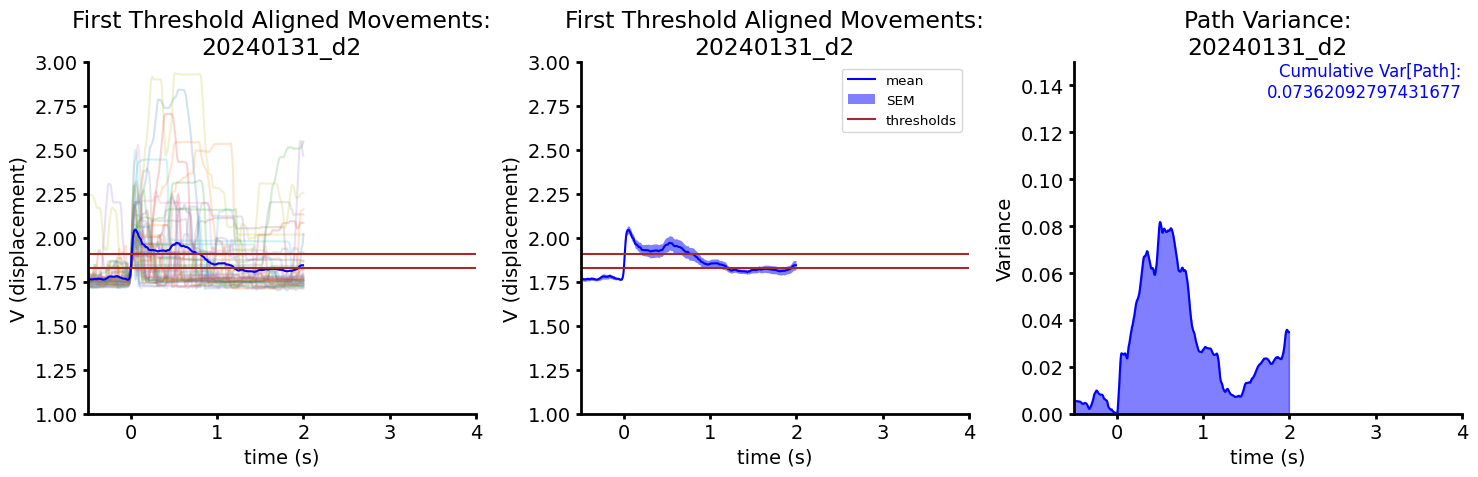 First Threshold Aligned Movements:
20240131_d2
V (displacement)
3.00
2.75
2.50
2.25
2.00
1.75
1.50
1.25
1.00
0
1
2
3
4
time (s)
First Threshold Aligned Movements:
20240131_d2
V (displacement)
3.00
2.75
2.50
2.25
2.00
1.75
1.50
1.25
1.00
mean
SEM
thresholds
0
1
2
3
4
time (s)
Path Variance:
20240131_d2
Cumulative Var[Path]:
0.07362092797431677
Variance
0.14
0.12
0.10
0.08
0.06
0.04
0.02
0.00
0
1
2
3
4
time (s)